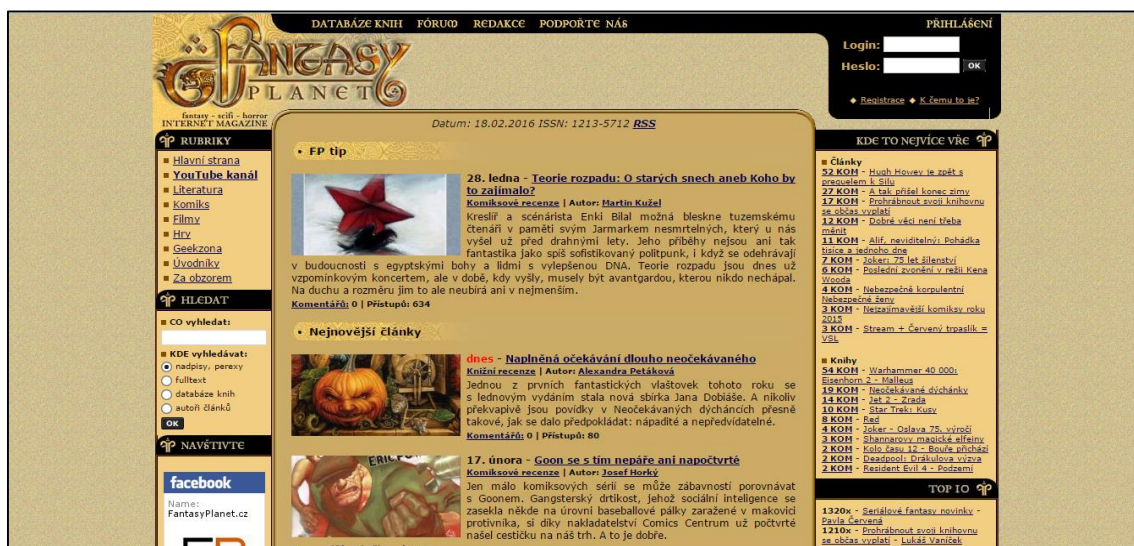 DATABÁZE KNIH FÓRUM REDAKCE PODPOŘTE NÁS
PŘIHLÁŠENÍ
FANTASY
PLANET
fantasy - scifi - horror
INTERNET MAGAZINE
Login:
Heslo:
OK
Registrace ◆ K čemu to je?
Datum: 18.02.2016 ISSN: 1213-5712 RSS
RUBRIKY
Hlavní strana
YouTube kanál
Literatura
Komiks
Filmy
Hry
Geekzona
Úvodníky
Za obzorem
HLEDAT
CO vyhledat:
KDE vyhledávat:
nadpisy, perexy
fulltext
databáze knih
autoři článků
OK
NAVŠTIVTE
facebook
Name:
FantasyPlanet.cz
• FP tip
28. ledna - Teorie rozpadu: O starých snech aneb Koho by
to zajímalo?
Komiksové recenze | Autor: Martin Kužel
Kreslíř a scénárista Enki Bilal možná bleskne tuzemskému
čtenáři v paměti svým Jarmarkem nesmrtelných, který u nás
vyšel už před drahnými lety. Jeho příběhy nejsou ani tak
fantastika jako spíš sofistikovaný politpunk, i když se odehrávají
v budoucnosti s egyptskými bohy a lidmi s vylepšenou DNA. Teorie rozpadu jsou dnes už
vzpomínkovým koncertem, ale v době, kdy vyšly, musely být avantgardou, kterou nikdo nechápal.
Na duchu a rozměru jim to ale neubírá ani v nejmenším.
Komentářů: 0 | Přístupů: 634
• Nejnovější články
dnes - Naplněná očekávání dlouho neočekávaného
Knižní recenze | Autor: Alexandra Petáková
Jednou z prvních fantastických vlaštovek tohoto roku se
s lednovým vydáním stala nová sbírka Jana Dobiáše. A nikoliv
překvapivě jsou povídky v Neočekávaných dýcháncích přesně
takové, jak se dalo předpokládat: nápadité a nepředvídatelné.
Komentářů: 0 | Přístupů: 80
17. února - Goon se s tím nepáře ani napočtvrté
Komiksové recenze | Autor: Josef Horký
Jen málo komiksových sérií se může zábavností porovnávat
s Goonem. Gangsterský drtikost, jehož sociální inteligence se
zasekla někde na úrovni baseballové pálky zaražené v makovici
protivníka, si díky nakladatelství Comics Centrum už počtvrté
našel cestičku na náš trh. A to je dobře.
KDE TO NEJVÍCE VŘE
Články
52 KOM - Hugh Howey je zpět s
prequelem k Silu
27 KOM - A tak přišel konec zimy
17 KOM - Prohrábnout svoji knihovnu
se občas vyplatí
12 KOM - Dobré věci není třeba
měnit
11 KOM - Alif, neviditelný: Pohádka
tisíce a jednoho dne
7 KOM - Joker: 75 let šílenství
6 KOM - Poslední zvonění v režii Kena
Wooda
4 KOM - Nebezpečně korpulentní
Nebezpečné ženy
3 KOM - Nejzajímavější komiksy roku
2015
3 KOM - Stream + Červený trpaslík =
VSL
Knihy
54 KOM - Warhammer 40 000:
Eisenhorn 2 - Malleus
19 KOM - Neočekávané dýchánky
14 KOM - Jet 2 - Zrada
10 KOM - Star Trek: Kusy
8 KOM - Red
4 KOM - Joker - Oslava 75. výročí
3 KOM - Shannarovy magické elfeiny
2 KOM - Kolo času 12 - Bouře přichází
2 KOM - Deadpool: Drákulova výzva
2 KOM - Resident Evil 4 - Podzemí
TOP 10
1320x - Seriálové fantasy novinky -
Pavla Červená
1210x - Prohrábnout svoji knihovnu
se občas vyplatí - Lukáš Vaníček